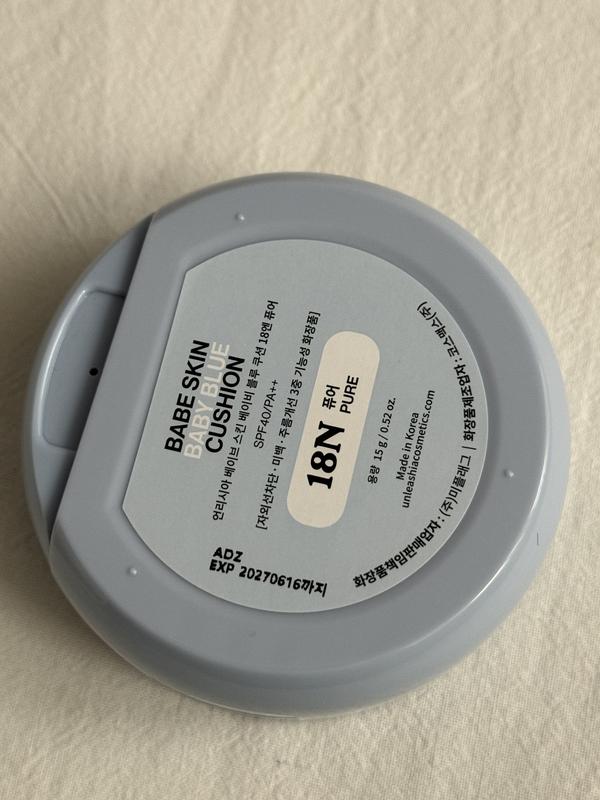 BABE SKIN
BABY BLUE
CUSHION
언리시아 베이브 스킨 베이비 블루 쿠션 18엔 퓨어
SPF40/PA++
[자외선차단 · 미백 · 주름개선 3중 기능성 화장품]
18N 퓨어
PURE
용량 15 g / 0.52 oz.
Made in Korea
unleashiacosmetics.com
화장품책임판매업자 : (주)미플래그 | 화장품제조업자 : 코스맥스(주)
ADZ
EXP 20270616까지